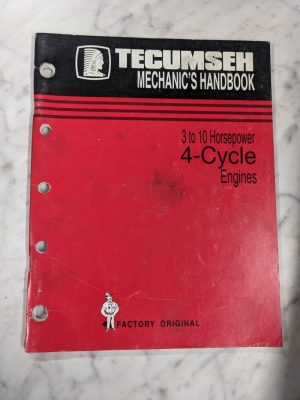 TECUMSEH
MECHANIC'S HANDBOOK
3 to 10 Horsepower
4-Cycle
Engines
FACTORY ORIGINAL